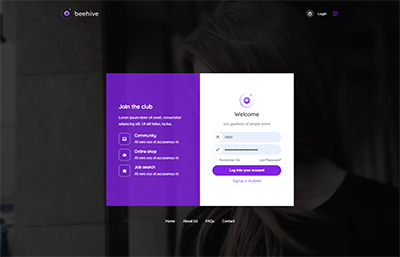 beehive
Login
Join the club
Lorem ipsum dolor sit amet, consectetur
adipiscing elit. Ut elit tellus, luctus.
Community
At vero eos et accusamus et.
Online shop
At vero eos et accusamus et.
Job search
At vero eos et accusamus et.
Welcome
Join gazillions of people online
Remember Me
Lost Password?
Log into your account
Signup is disabled
Home
About Us
FAQs
Contact